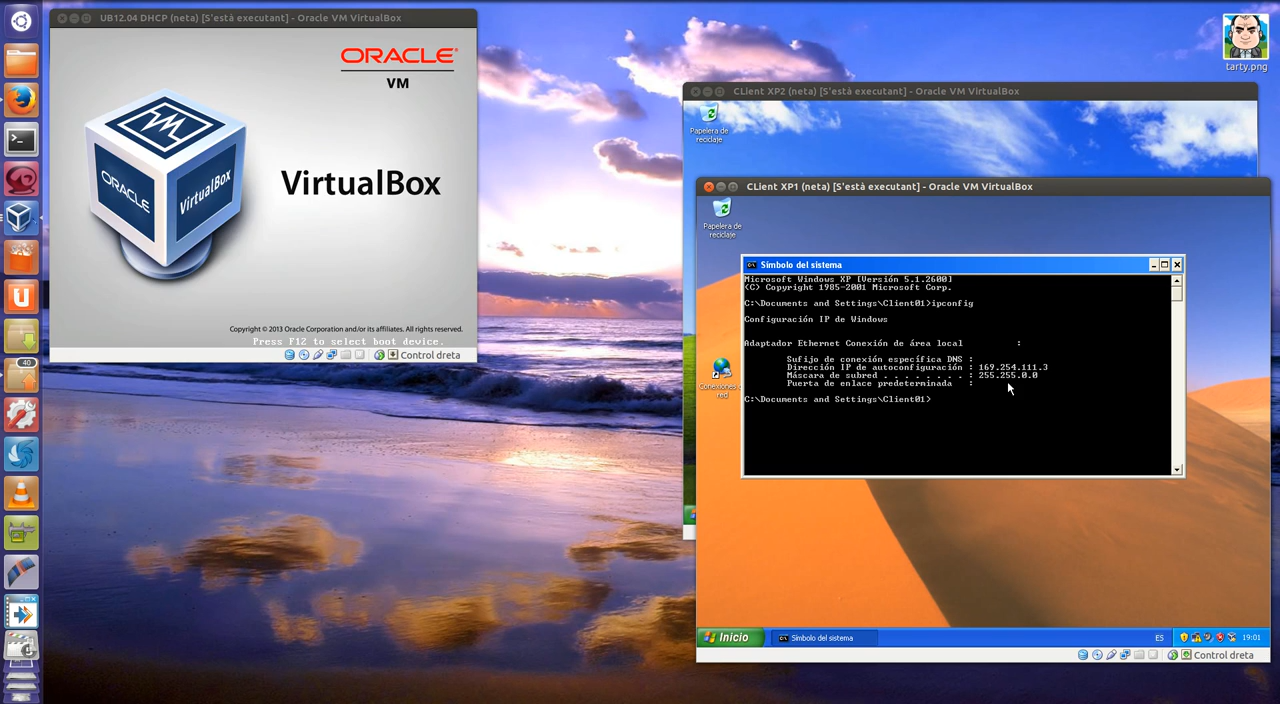 UB12.04 DHCP (neta) [S'està executant] - Oracle VM VirtualBox
ORACLE
VM
ORACLE
VirtualBox
VirtualBox
Copyright © 2013 Oracle Corporation and/or its affiliates. All rights reserved.
Press F12 to select boot device.
Control dreta
tarty.png
CLient XP2 (neta) [S'està executant] - Oracle VM VirtualBox
Papelera de
reciclaje
CLient XP1 (neta) [S'està executant] - Oracle VM VirtualBox
Papelera de
reciclaje
Conexiones
red
Símbolo del sistema
Microsoft Windows XP [Versión 5.1.2600]
(C) Copyright 1985-2001 Microsoft Corp.
C:\Documents and Settings\Client01>ipconfig
Configuración IP de Windows
Adaptador Ethernet Conexión de área local :
Sufijo de conexión específica DNS :
Dirección IP de autoconfiguración : 169.254.111.3
Máscara de subred . . . . . . . . : 255.255.0.0
Puerta de enlace predeterminada :
C:\Documents and Settings\Client01>
Inicio
Símbolo del sistema
ES
19:01
Control dreta
U
40